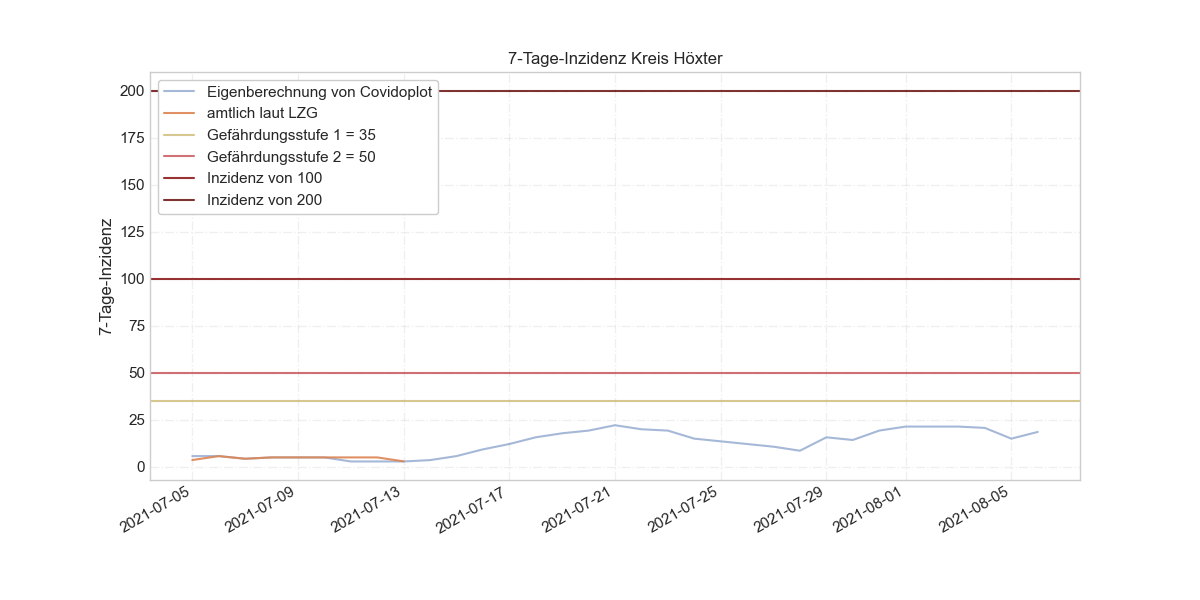 7-Tage-Inzidenz Kreis Höxter
Eigenberechnung von Covidoplot
amtlich laut LZG
Gefährdungsstufe 1 = 35
Gefährdungsstufe 2 = 50
Inzidenz von 100
Inzidenz von 200
7-Tage-Inzidenz
200
175
150
125
100
75
50
25
0
2021-07-05
2021-07-09
2021-07-13
2021-07-17
2021-07-21
2021-07-25
2021-07-29
2021-08-01
2021-08-05